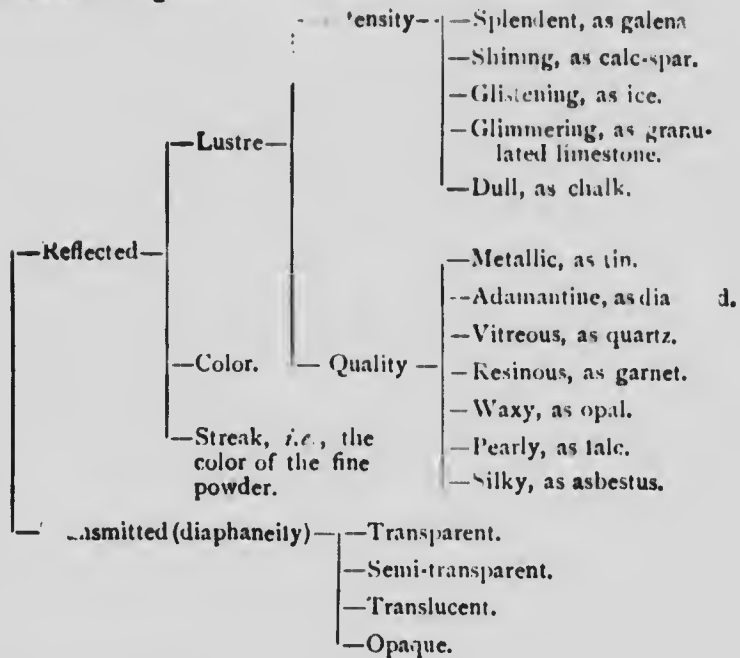 Splendent, as galena
Shining, as calc-spar.
Glistening, as ice.
Glimmering, as granu-
lated limestone.
Dull, as chalk.
Lustre
Reflected
Metallic, as tin.
Adamantine, as
Vitreous, as quartz.
Color.
Quality
Resinous, as garnet.
Waxy, as opal.
Streak, i.e., the
color of the fine
powder.
Pearly, as talc.
Silky, as asbestus.
(diaphaneity)
Transparent.
Semi-transparent.
Translucent.
Opaque.